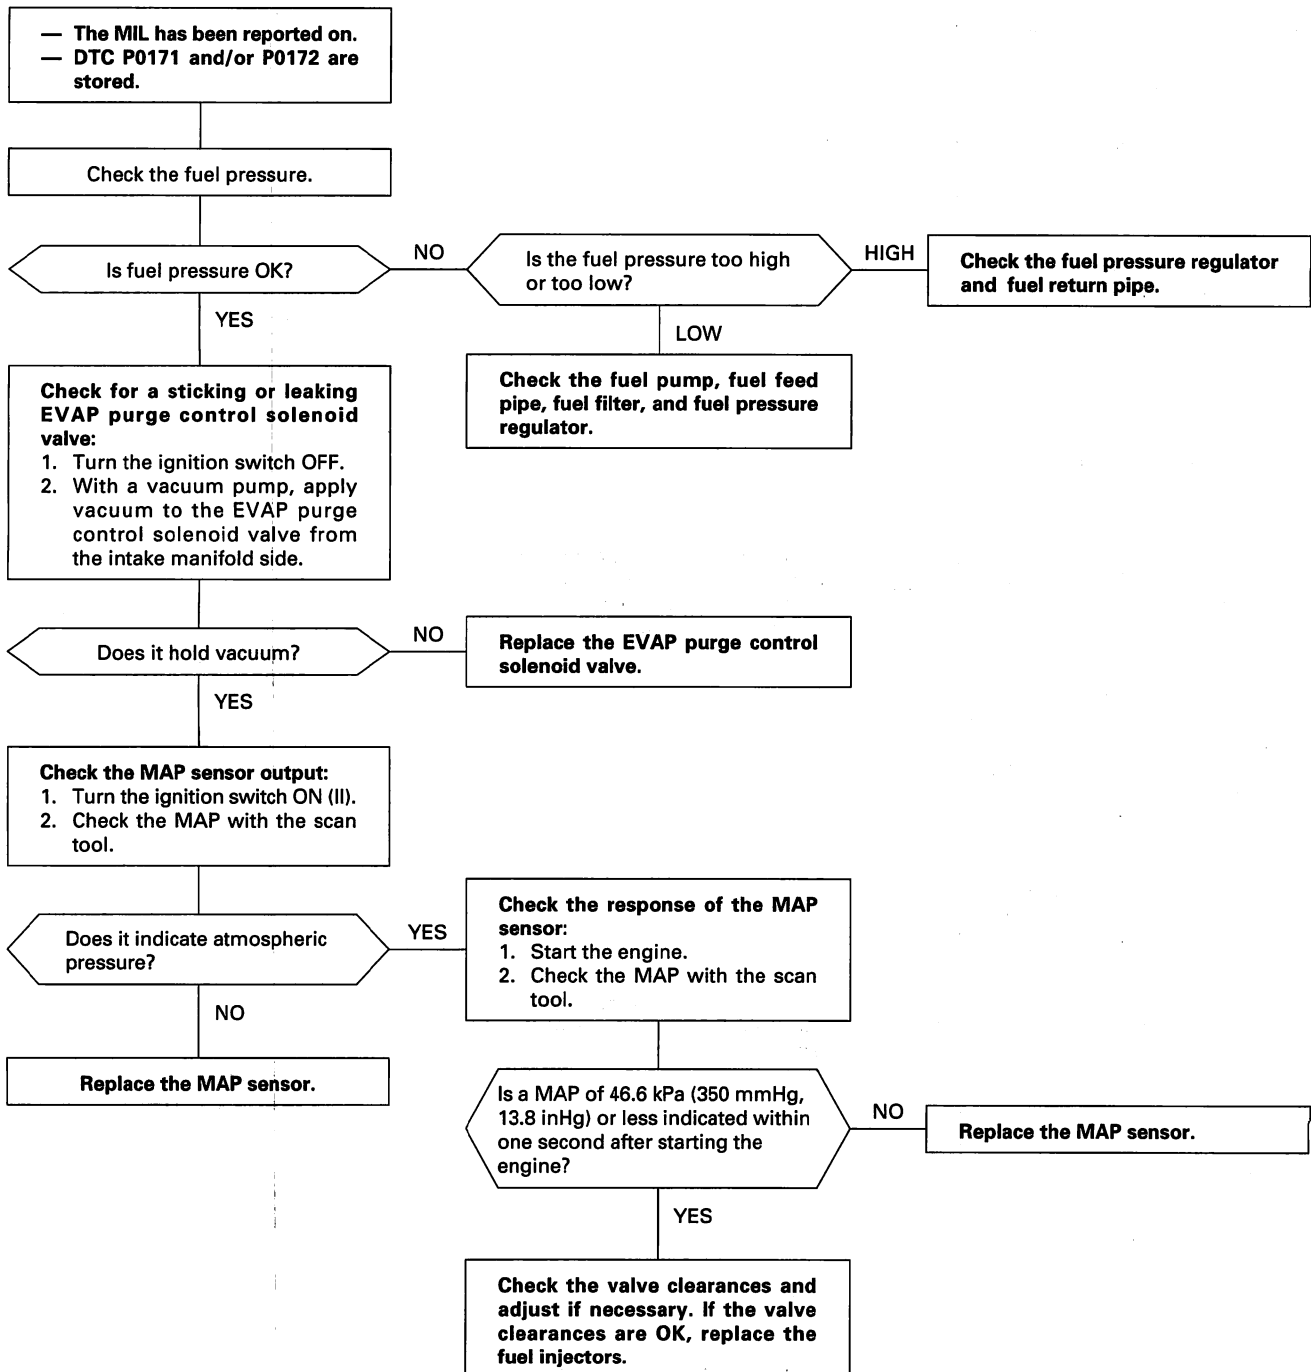 — The MIL has been reported on.
— DTC P0171 and/or P0172 are
stored.
Check the fuel pressure.
Is fuel pressure OK?
NO
Is the fuel pressure too high
or too low?
HIGH
Check the fuel pressure regulator
and fuel return pipe.
YES
LOW
Check the fuel pump, fuel feed
pipe, fuel filter, and fuel pressure
regulator.
Check for a sticking or leaking
EVAP purge control solenoid
valve:
1. Turn the ignition switch OFF.
2. With a vacuum pump, apply
vacuum to the EVAP purge
control solenoid valve from
the intake manifold side.
Does it hold vacuum?
NO
Replace the EVAP purge control
solenoid valve.
YES
Check the MAP sensor output:
1. Turn the ignition switch ON (II).
2. Check the MAP with the scan
tool.
Does it indicate atmospheric
pressure?
YES
Check the response of the MAP
sensor:
1. Start the engine.
2. Check the MAP with the scan
tool.
NO
Replace the MAP sensor.
Is a MAP of 46.6 kPa (350 mmHg,
13.8 inHg) or less indicated within
one second after starting the
engine?
NO
Replace the MAP sensor.
YES
Check the valve clearances and
adjust if necessary. If the valve
clearances are OK, replace the
fuel injectors.